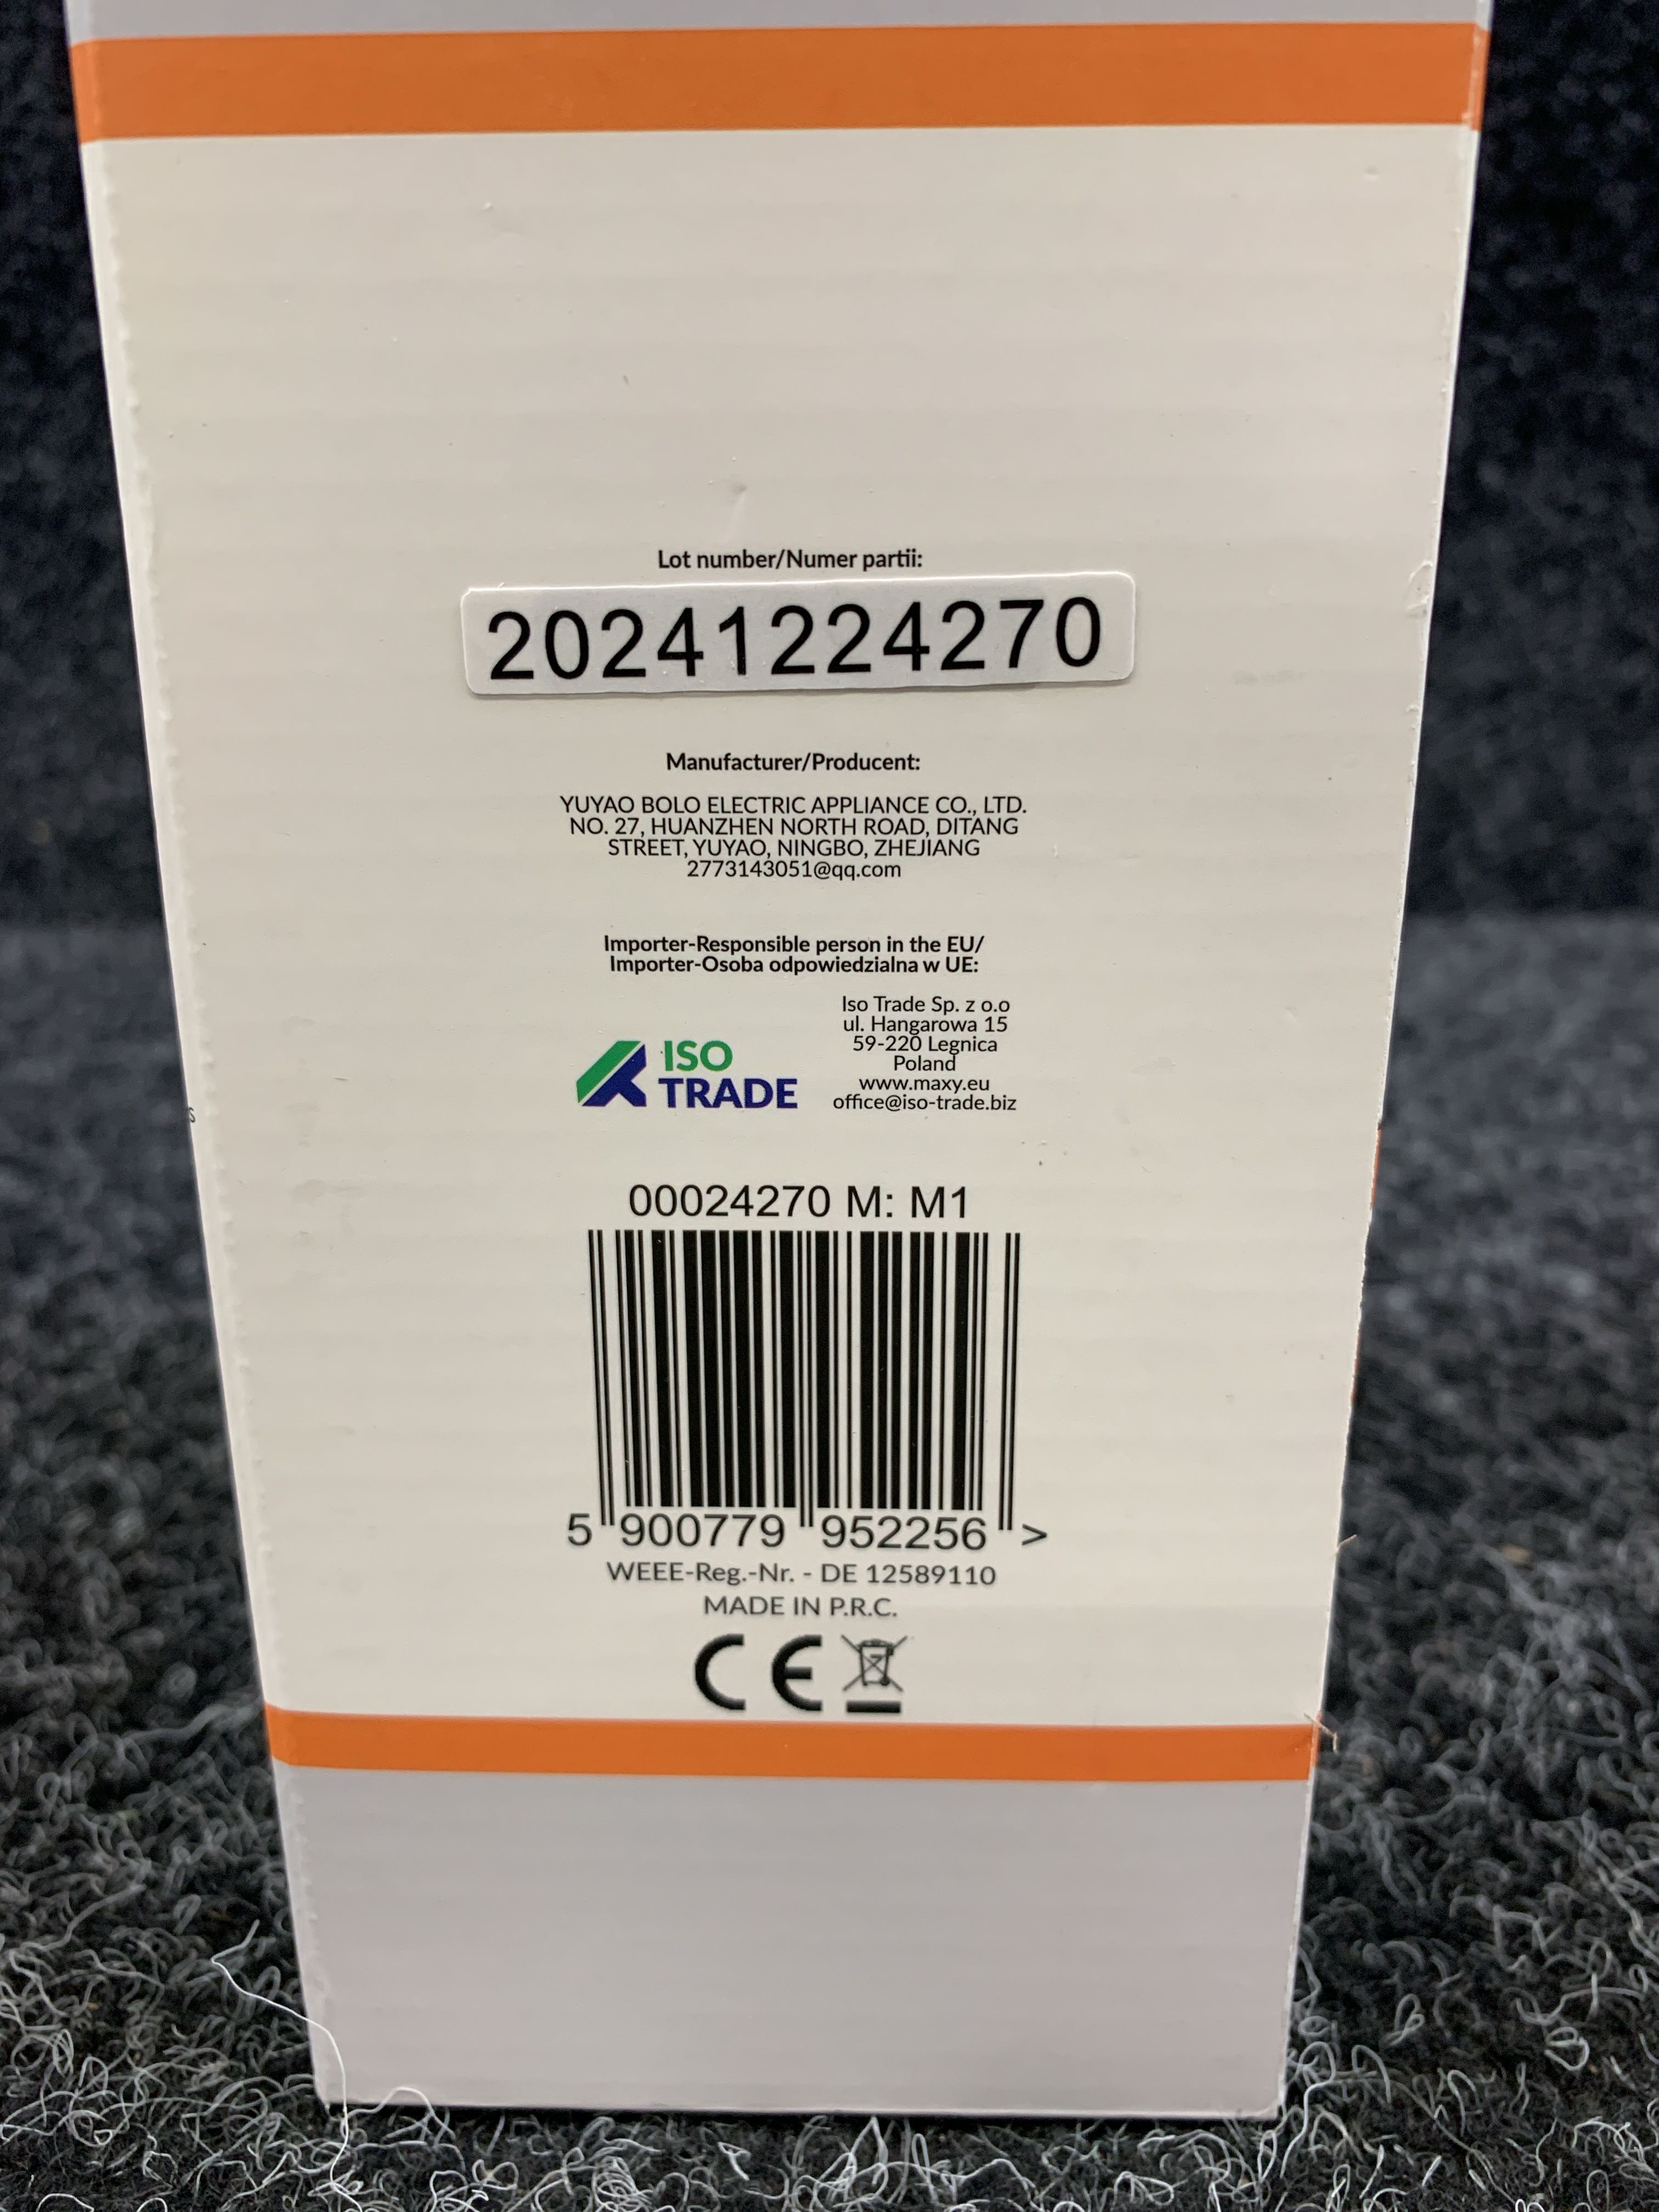 Lot number/Numer partii:
20241224270
Manufacturer/Producent:
YUYAO BOLO ELECTRIC APPLIANCE CO., LTD.
NO. 27, HUANZHEN NORTH ROAD, DITANG
STREET, YUYAO, NINGBO, ZHEJIANG
2773143051@qq.com
Importer-Responsible person in the EU/
Importer-Osoba odpowiedzialna w UE:
ISO
TRADE
Iso Trade Sp. z o.o
ul. Hangarowa 15
59-220 Legnica
Poland
www.maxy.eu
office@iso-trade.biz
00024270 M: M1
5 900779 952256 >
WEEE-Reg.-Nr. - DE 12589110
MADE IN P.R.C.
CE